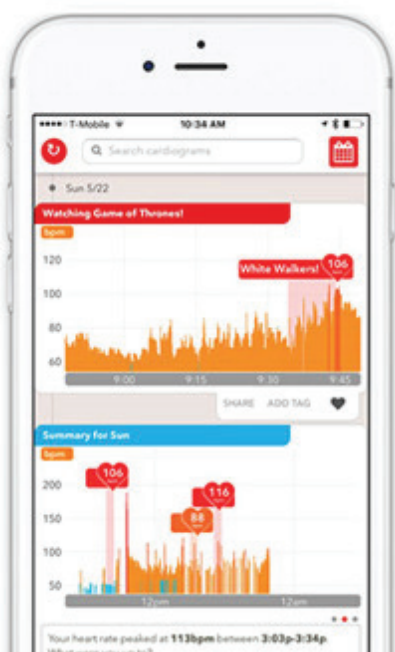 T-Mobile
10:34 AM
Search cardiograms
Sun 5/22
Watching Game of Thrones!
bpm
120
100
80
60
White Walkers!
106
9:00 9:15 9:30 9:45
SHARE ADD TAG
Summary for Sun
bpm
200
150
100
50
106
88
116
12pm 12am
Your heart rate peaked at 113bpm between 3:03p-3:34p.